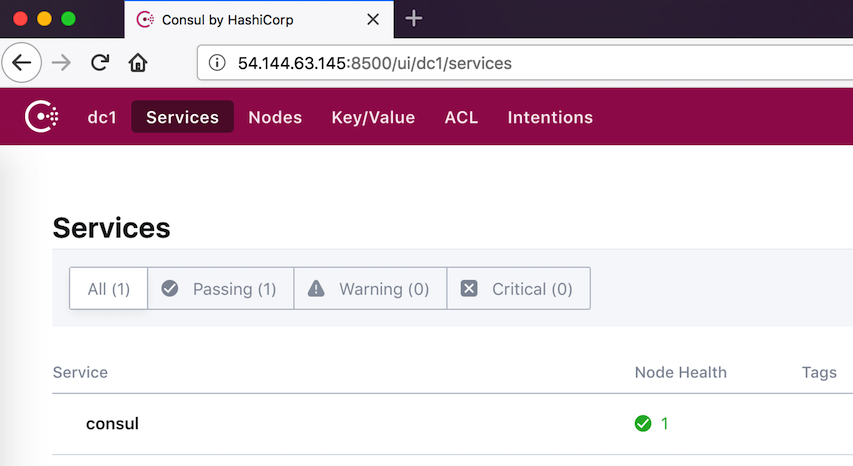 Consul by HashiCorp
54.144.63.145:8500/ui/dc1/services
dc1 Services Nodes Key/Value ACL Intentions
Services
All (1) Passing (1) Warning (0) Critical (0)
Service Node Health Tags
consul 1